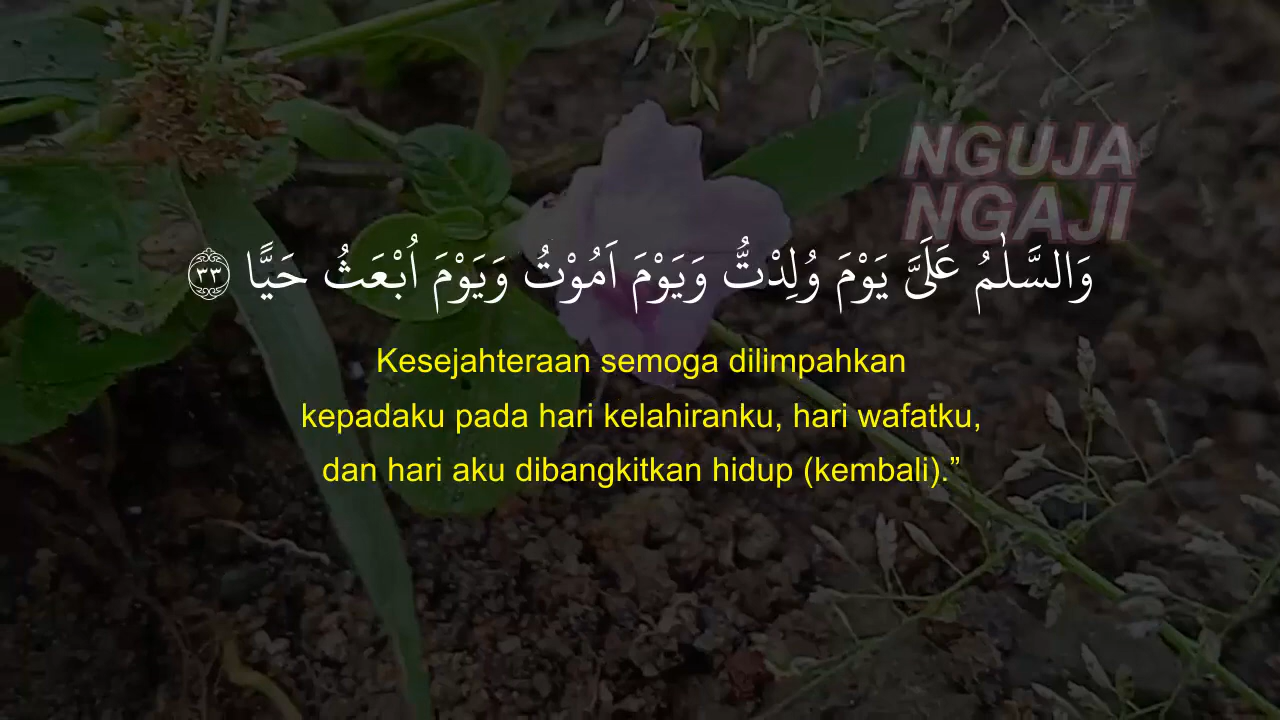 NGUJA
NGAJI
وَالسَّلٰمُ عَلَيَّ يَوْمَ وُلِدْتُّ وَيَوْمَ اَمُوْتُ وَيَوْمَ اُبْعَثُ حَيًّا ٣٣
Kesejahteraan semoga dilimpahkan
kepadaku pada hari kelahiranku, hari wafatku,
dan hari aku dibangkitkan hidup (kembali).”